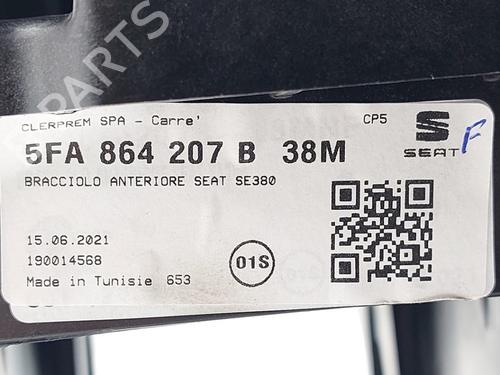 PARTS
CLERPREM SPA - Carre'
CP5
5FA 864 207 B 38M
SEAT
F
BRACCIOLO ANTERIORE SEAT SE380
15.06.2021
190014568
01S
Made in Tunisie 653